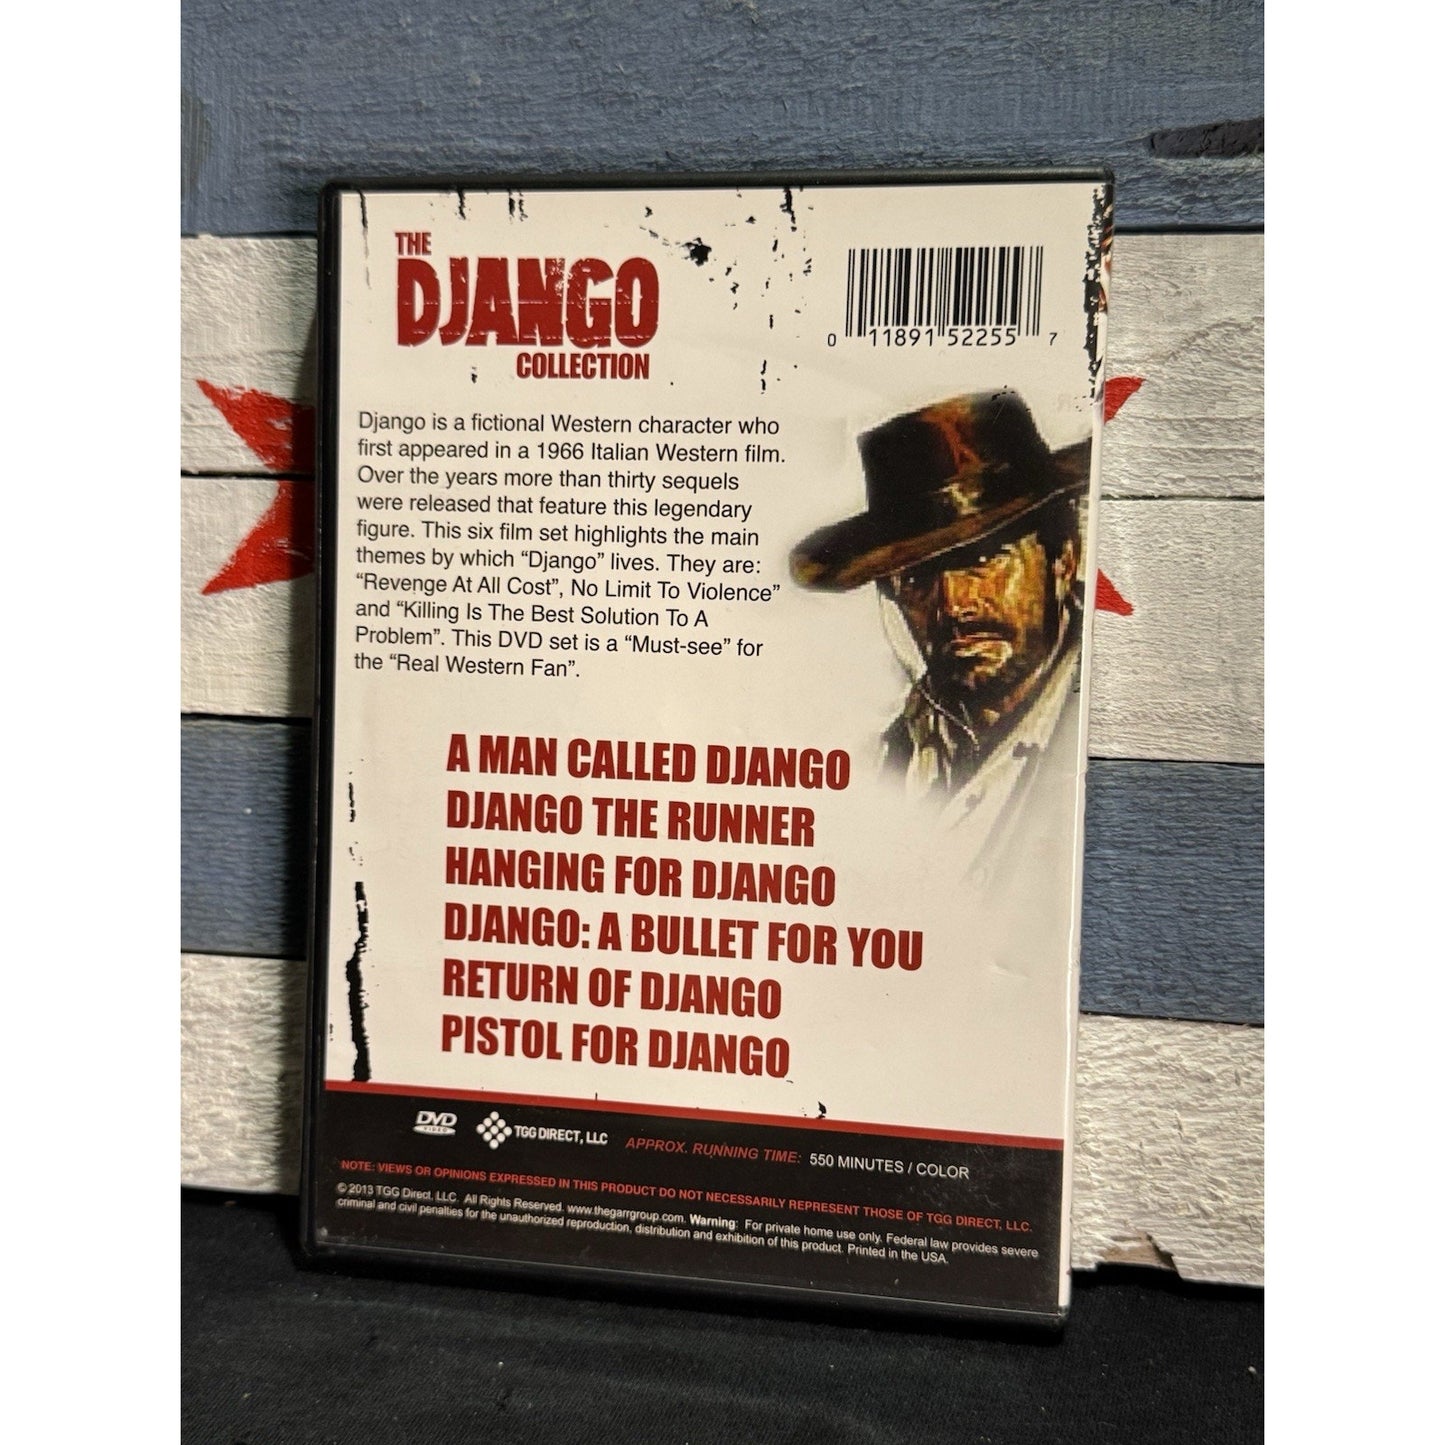 THE
DJANGO
COLLECTION
0 11891 52255 7
Django is a fictional Western character who
first appeared in a 1966 Italian Western film.
Over the years more than thirty sequels
were released that feature this legendary
figure. This six film set highlights the main
themes by which “Django” lives. They are:
“Revenge At All Cost”, No Limit To Violence”
and “Killing Is The Best Solution To A
Problem”. This DVD set is a “Must-see” for
the “Real Western Fan”.
A MAN CALLED DJANGO
DJANGO THE RUNNER
HANGING FOR DJANGO
DJANGO: A BULLET FOR YOU
RETURN OF DJANGO
PISTOL FOR DJANGO
DVD
VIDEO
TGG DIRECT, LLC
APPROX. RUNNING TIME: 550 MINUTES / COLOR
NOTE: VIEWS OR OPINIONS EXPRESSED IN THIS PRODUCT DO NOT NECESSARILY REPRESENT THOSE OF TGG DIRECT, LLC.
© 2013 TGG Direct, LLC. All Rights Reserved. www.thegarrgroup.com. Warning: For private home use only. Federal law provides severe
criminal and civil penalties for the unauthorized reproduction, distribution and exhibition of this product. Printed in the USA.